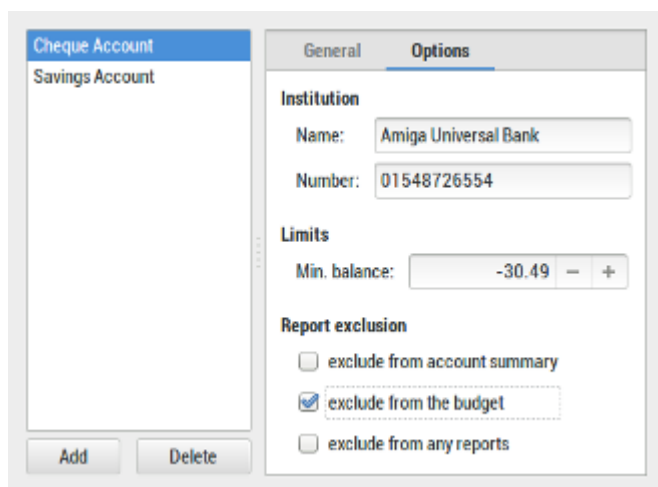 Cheque Account
Savings Account
Add Delete
General Options
Institution
Name: Amiga Universal Bank
Number: 01548726554
Limits
Min. balance: -30.49 − +
Report exclusion
exclude from account summary
exclude from the budget
exclude from any reports